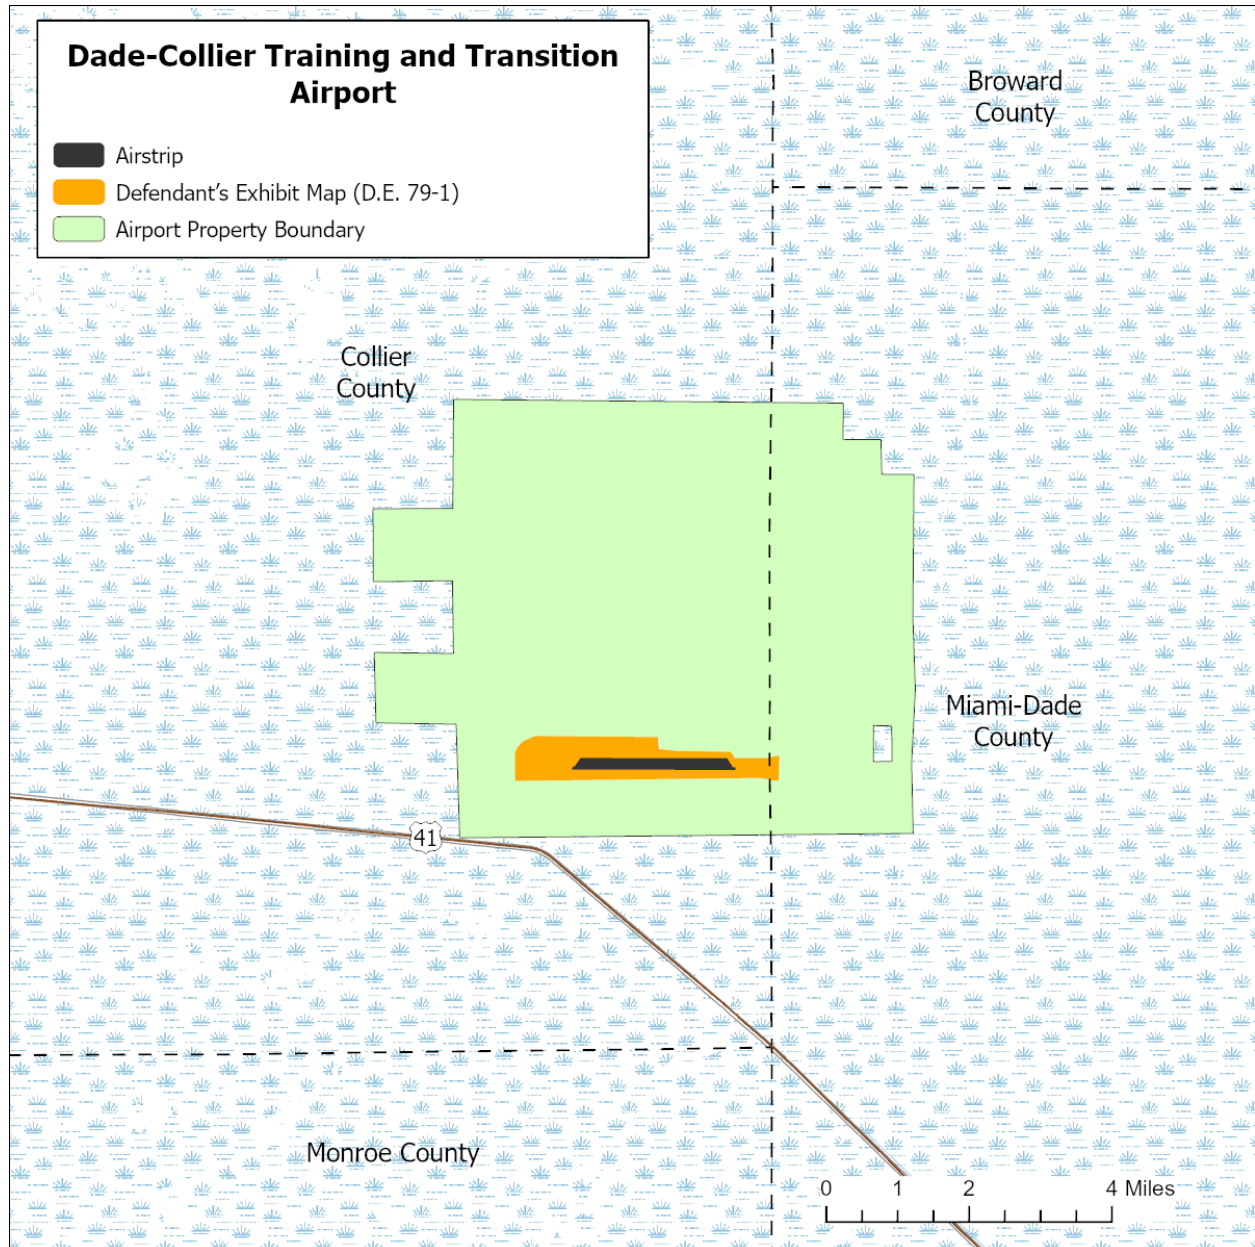 Dade-Collier Training and Transition
Airport
Airstrip
Defendant's Exhibit Map (D.E. 79-1)
Airport Property Boundary
Broward
County
Collier
County
Miami-Dade
County
41
Monroe County
0 1 2 4 Miles